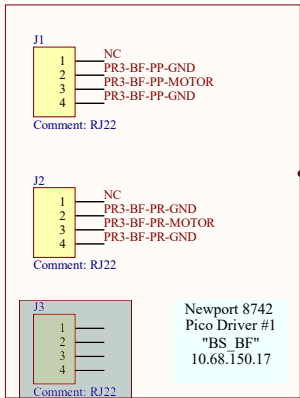 J1
1 NC
2 PR3-BF-PP-GND
3 PR3-BF-PP-MOTOR
4 PR3-BF-PP-GND
Comment: RJ22
J2
1 NC
2 PR3-BF-PR-GND
3 PR3-BF-PR-MOTOR
4 PR3-BF-PR-GND
Comment: RJ22
J3
1
2
3
4
Comment: RJ22
Newport 8742
Pico Driver #1
"BS_BF"
10.68.150.17